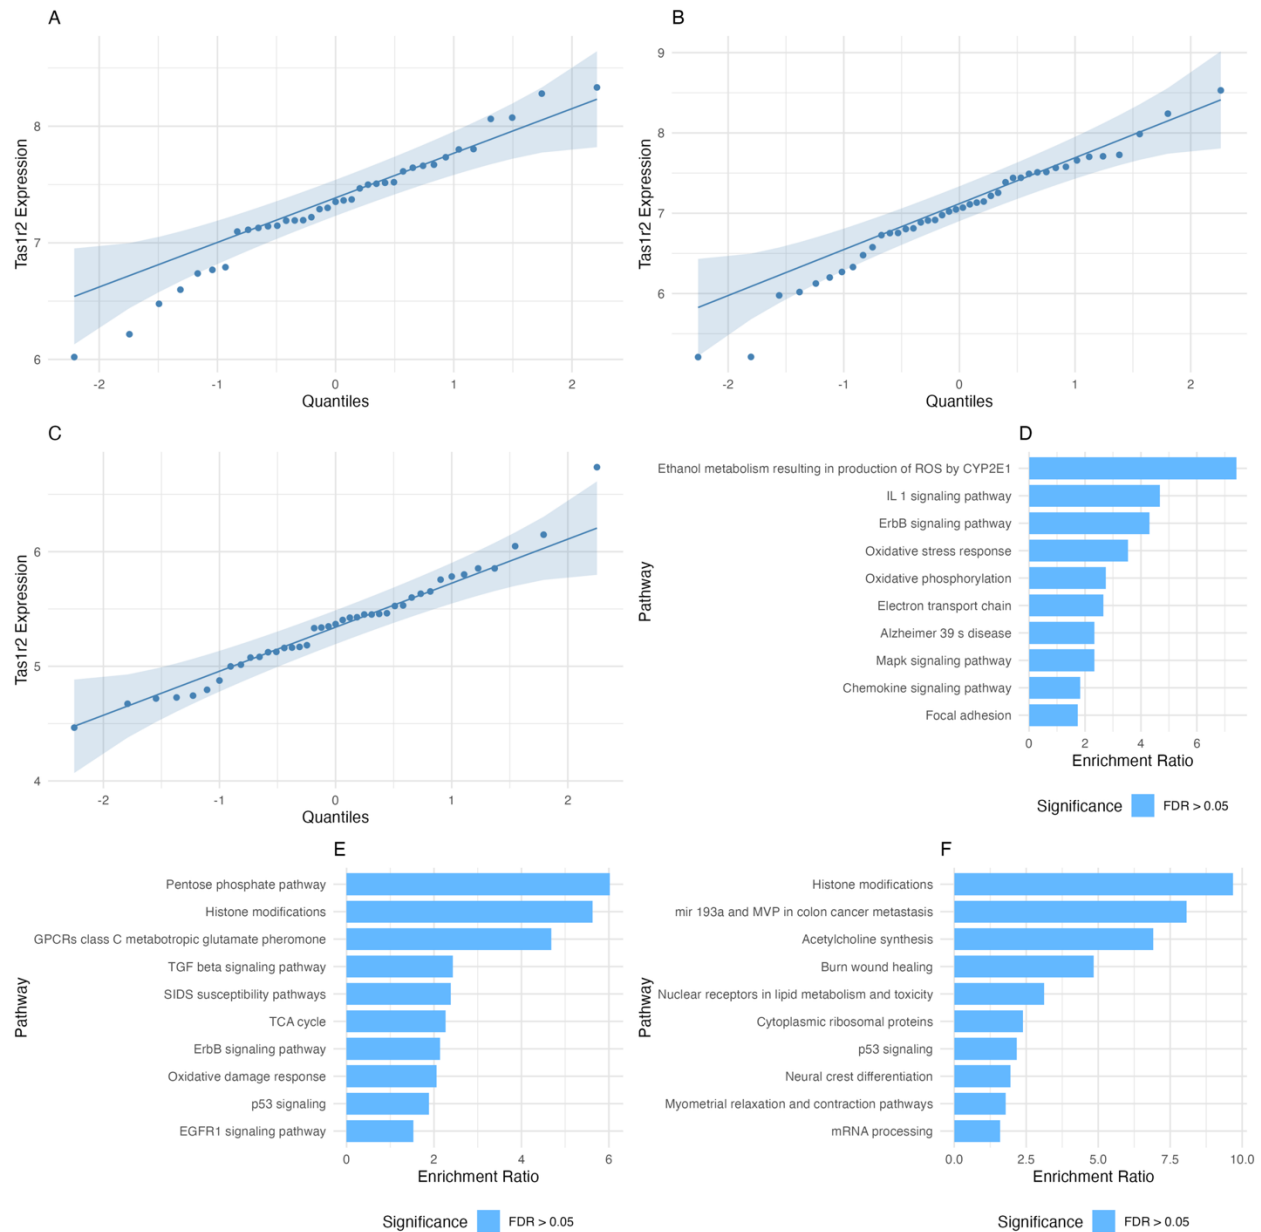 A
Tas1r2 Expression
8
7
6
-2
-1
0
1
2
Quantiles
B
Tas1r2 Expression
9
8
7
6
-2
-1
0
1
2
Quantiles
C
Tas1r2 Expression
6
5
4
-2
-1
0
1
2
Quantiles
D
Pathway
Ethanol metabolism resulting in production of ROS by CYP2E1
IL 1 signaling pathway
ErbB signaling pathway
Oxidative stress response
Oxidative phosphorylation
Electron transport chain
Alzheimer 39 s disease
Mapk signaling pathway
Chemokine signaling pathway
Focal adhesion
0
2
4
6
Enrichment Ratio
Significance
FDR > 0.05
E
Pathway
Pentose phosphate pathway
Histone modifications
GPCRs class C metabotropic glutamate pheromone
TGF beta signaling pathway
SIDS susceptibility pathways
TCA cycle
ErbB signaling pathway
Oxidative damage response
p53 signaling
EGFR1 signaling pathway
0
2
4
6
Enrichment Ratio
Significance
FDR > 0.05
F
Pathway
Histone modifications
mir 193a and MVP in colon cancer metastasis
Acetylcholine synthesis
Burn wound healing
Nuclear receptors in lipid metabolism and toxicity
Cytoplasmic ribosomal proteins
p53 signaling
Neural crest differentiation
Myometrial relaxation and contraction pathways
mRNA processing
0.0
2.5
5.0
7.5
10.0
Enrichment Ratio
Significance
FDR > 0.05